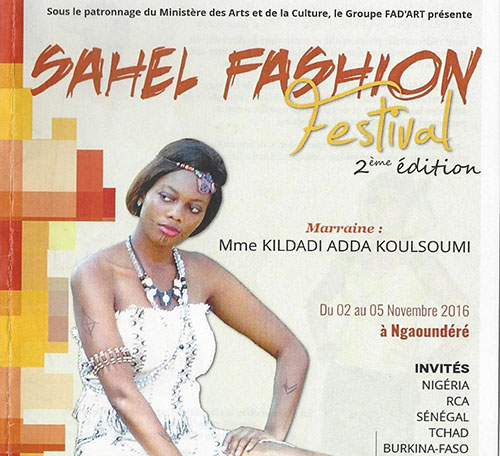 Sous le patronnage du Ministère des Arts et de la Culture, le Groupe FAD'ART présente
SAHEL FASHION
Festival
2ème édition
Marraine :
Mme KILDADI ADDA KOULSOUMI
Du 02 au 05 Novembre 2016
à Ngaoundéré
INVITÉS
NIGÉRIA
RCA
SÉNÉGAL
TCHAD
BURKINA-FASO